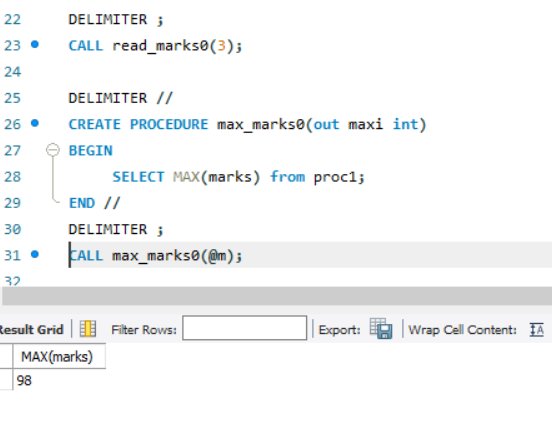 22 DELIMITER ;
23 CALL read_marks0(3);
24
25 DELIMITER //
26 CREATE PROCEDURE max_marks0(out maxi int)
27 BEGIN
28 SELECT MAX(marks) from proc1;
29 END //
30 DELIMITER ;
31 CALL max_marks0(@m);
32
Result Grid Filter Rows: Export: Wrap Cell Content: IA
MAX(marks)
98